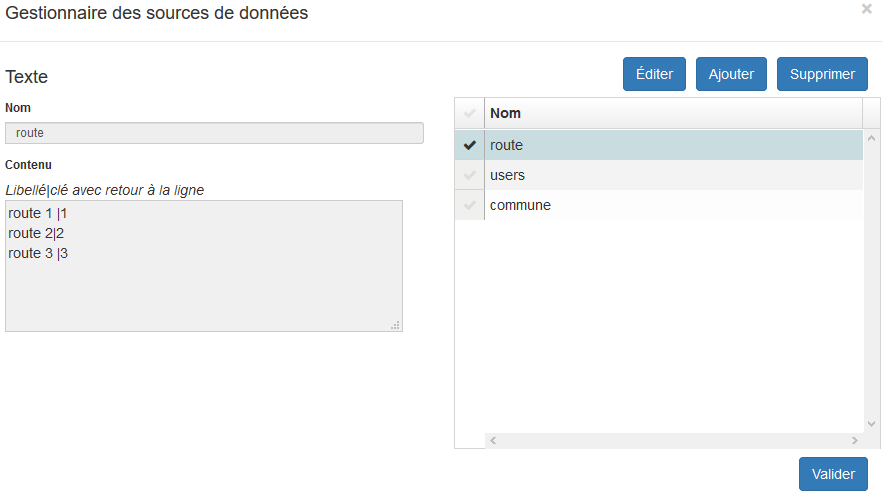 Gestionnaire des sources de données
×
Texte
Nom
route
Contenu
Libellé|clé avec retour à la ligne
route 1 |1
route 2|2
route 3 |3
Éditer Ajouter Supprimer
Nom
route
users
commune
Valider